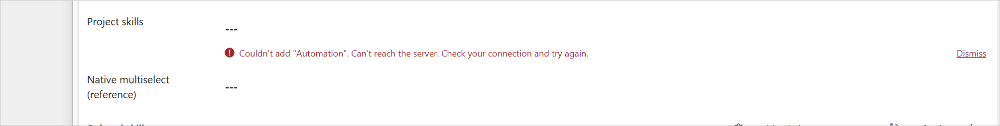 Project skills
---
Couldn't add "Automation". Can't reach the server. Check your connection and try again.
Dismiss
Native multiselect
(reference)
---